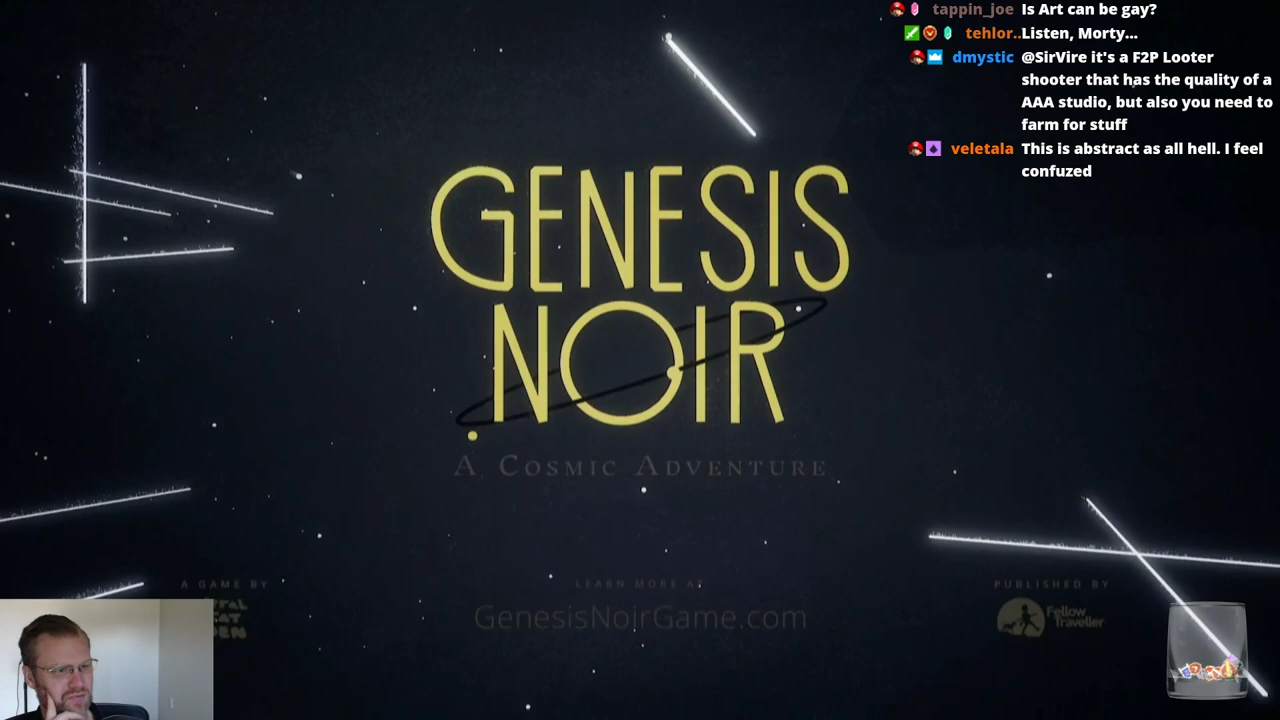 tappin_joe Is Art can be gay?
tehlor.. Listen, Morty...
dmystic @SirVire it's a F2P Looter
shooter that has the quality of a
AAA studio, but also you need to
farm for stuff
veletala This is abstract as all hell. I feel
confuzed
GENESIS
NOIR
A COSMIC ADVENTURE
A GAME BY
LEARN MORE AT
PUBLISHED BY
GenesisNoirGame.com
Fellow
Traveller